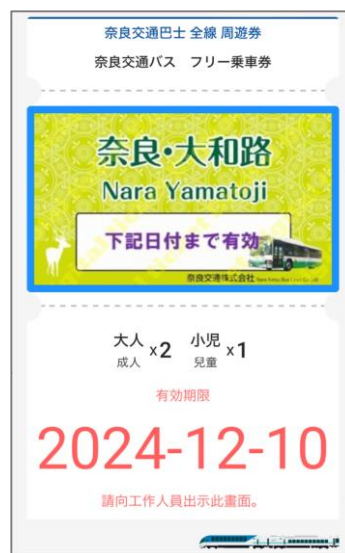 奈良交通巴士 全線 周遊券
奈良交通バス　フリー乗車券
奈良・大和路
Nara Yamatoji
下記日付まで有効
奈良交通株式会社
大人 x2 小児 x1
成人 兒童
有効期限
2024-12-10
請向工作人員出示此畫面。